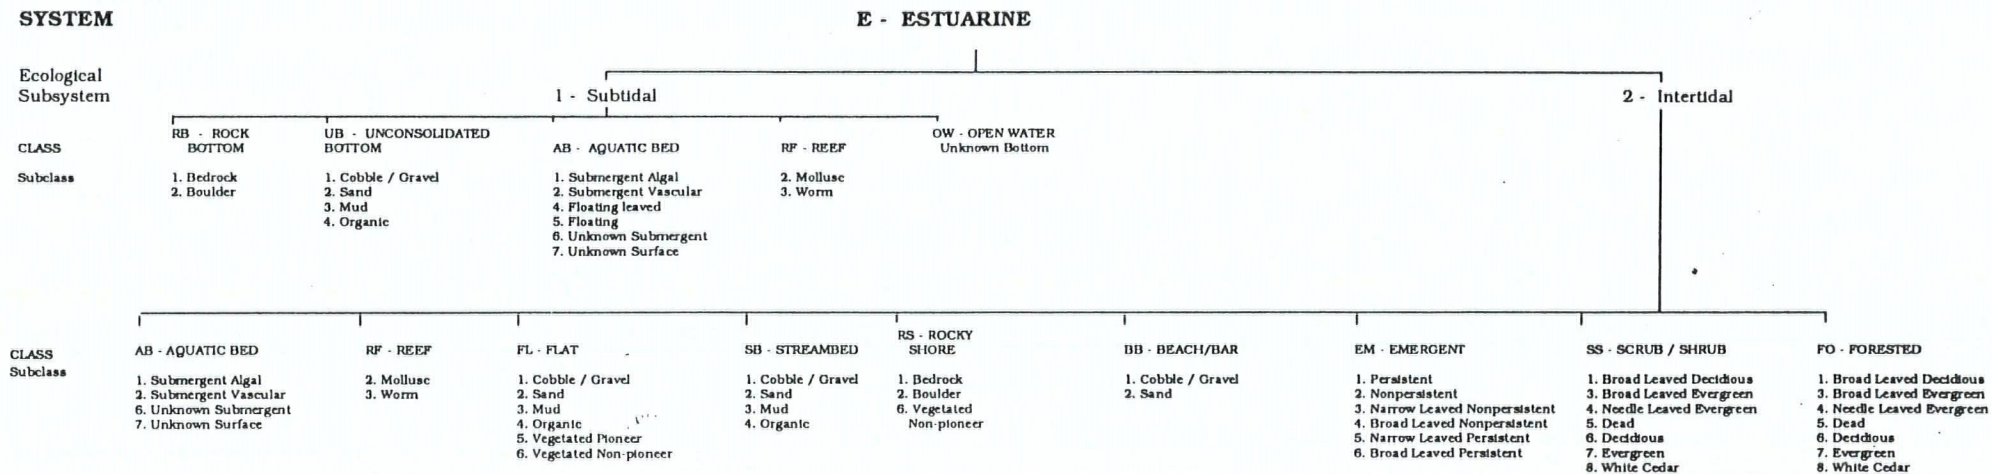 SYSTEM
E - ESTUARINE
Ecological
Subsystem
1 - Subtidal
2 - Intertidal
CLASS
Subclass
RB - ROCK
BOTTOM
1. Bedrock
2. Boulder
UB - UNCONSOLIDATED
BOTTOM
1. Cobble / Gravel
2. Sand
3. Mud
4. Organic
AB - AQUATIC BED
1. Submergent Algal
2. Submergent Vascular
4. Floating leaved
5. Floating
6. Unknown Submergent
7. Unknown Surface
RF - REEF
2. Mollusc
3. Worm
OW - OPEN WATER
Unknown Bottom
CLASS
Subclass
AB - AQUATIC BED
1. Submergent Algal
2. Submergent Vascular
6. Unknown Submergent
7. Unknown Surface
RF - REEF
2. Mollusc
3. Worm
FL - FLAT
1. Cobble / Gravel
2. Sand
3. Mud
4. Organic
5. Vegetated Pioneer
6. Vegetated Non-pioneer
SB - STREAMBED
1. Cobble / Gravel
2. Sand
3. Mud
4. Organic
RS - ROCKY
SHORE
1. Bedrock
2. Boulder
6. Vegetated
Non-pioneer
BB - BEACH/BAR
1. Cobble / Gravel
2. Sand
EM - EMERGENT
1. Persistent
2. Nonpersistent
3. Narrow Leaved Nonpersistent
4. Broad Leaved Nonpersistent
5. Narrow Leaved Persistent
6. Broad Leaved Persistent
SS - SCRUB / SHRUB
1. Broad Leaved Decidious
3. Broad Leaved Evergreen
4. Needle Leaved Evergreen
5. Dead
6. Decidious
7. Evergreen
8. White Cedar
FO - FORESTED
1. Broad Leaved Decidious
3. Broad Leaved Evergreen
4. Needle Leaved Evergreen
5. Dead
6. Decidious
7. Evergreen
8. White Cedar